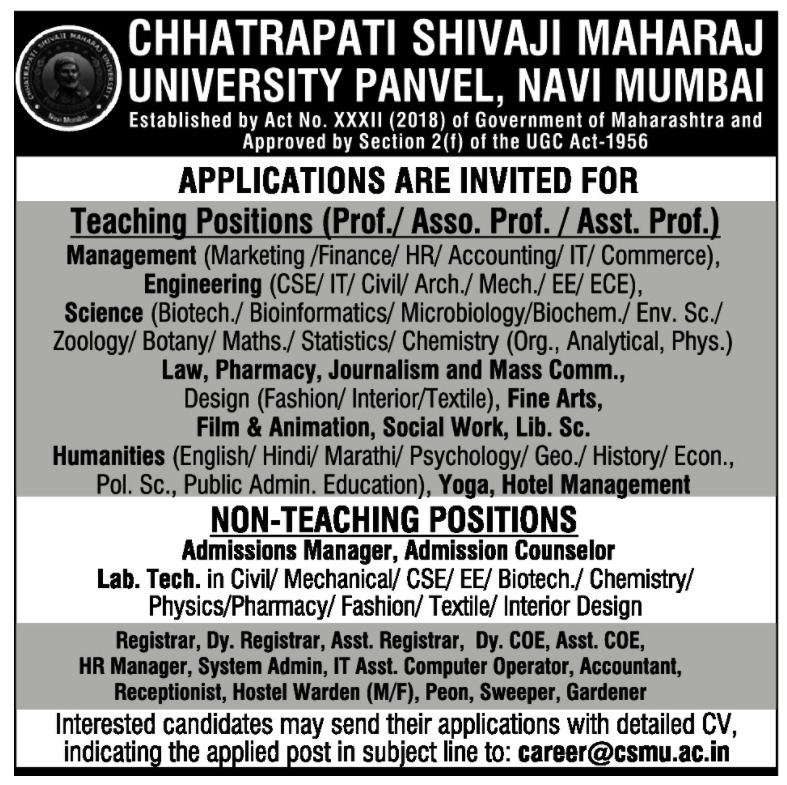 CHHATRAPATI SHIVAJI MAHARAJ UNIVERSITY
Navi Mumbai
CHHATRAPATI SHIVAJI MAHARAJ
UNIVERSITY PANVEL, NAVI MUMBAI
Established by Act No. XXXII (2018) of Government of Maharashtra and
Approved by Section 2(f) of the UGC Act-1956
APPLICATIONS ARE INVITED FOR
Teaching Positions (Prof./ Asso. Prof. / Asst. Prof.)
Management (Marketing /Finance/ HR/ Accounting/ IT/ Commerce),
Engineering (CSE/ IT/ Civil/ Arch./ Mech./ EE/ ECE),
Science (Biotech./ Bioinformatics/ Microbiology/Biochem./ Env. Sc./
Zoology/ Botany/ Maths./ Statistics/ Chemistry (Org., Analytical, Phys.)
Law, Pharmacy, Journalism and Mass Comm.,
Design (Fashion/ Interior/Textile), Fine Arts,
Film & Animation, Social Work, Lib. Sc.
Humanities (English/ Hindi/ Marathi/ Psychology/ Geo./ History/ Econ.,
Pol. Sc., Public Admin. Education), Yoga, Hotel Management
NON-TEACHING POSITIONS
Admissions Manager, Admission Counselor
Lab. Tech. in Civil/ Mechanical/ CSE/ EE/ Biotech./ Chemistry/
Physics/Pharmacy/ Fashion/ Textile/ Interior Design
Registrar, Dy. Registrar, Asst. Registrar, Dy. COE, Asst. COE,
HR Manager, System Admin, IT Asst. Computer Operator, Accountant,
Receptionist, Hostel Warden (M/F), Peon, Sweeper, Gardener
Interested candidates may send their applications with detailed CV,
indicating the applied post in subject line to: career@csmu.ac.in